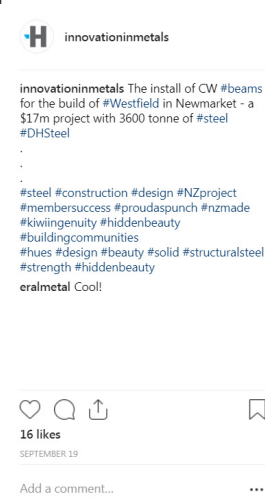 H
innovationinmetals
innovationinmetals The install of CW #beams
for the build of #Westfield in Newmarket - a
$17m project with 3600 tonne of #steel
#DHSteel
.
.
.
#steel #construction #design #NZproject
#membersuccess #proudaspunch #nzmade
#kiwiingenuity #hiddenbeauty
#buildingcommunities
#hues #design #beauty #solid #structuralsteel
#strength #hiddenbeauty
eralmetal Cool!
16 likes
SEPTEMBER 19
Add a comment...